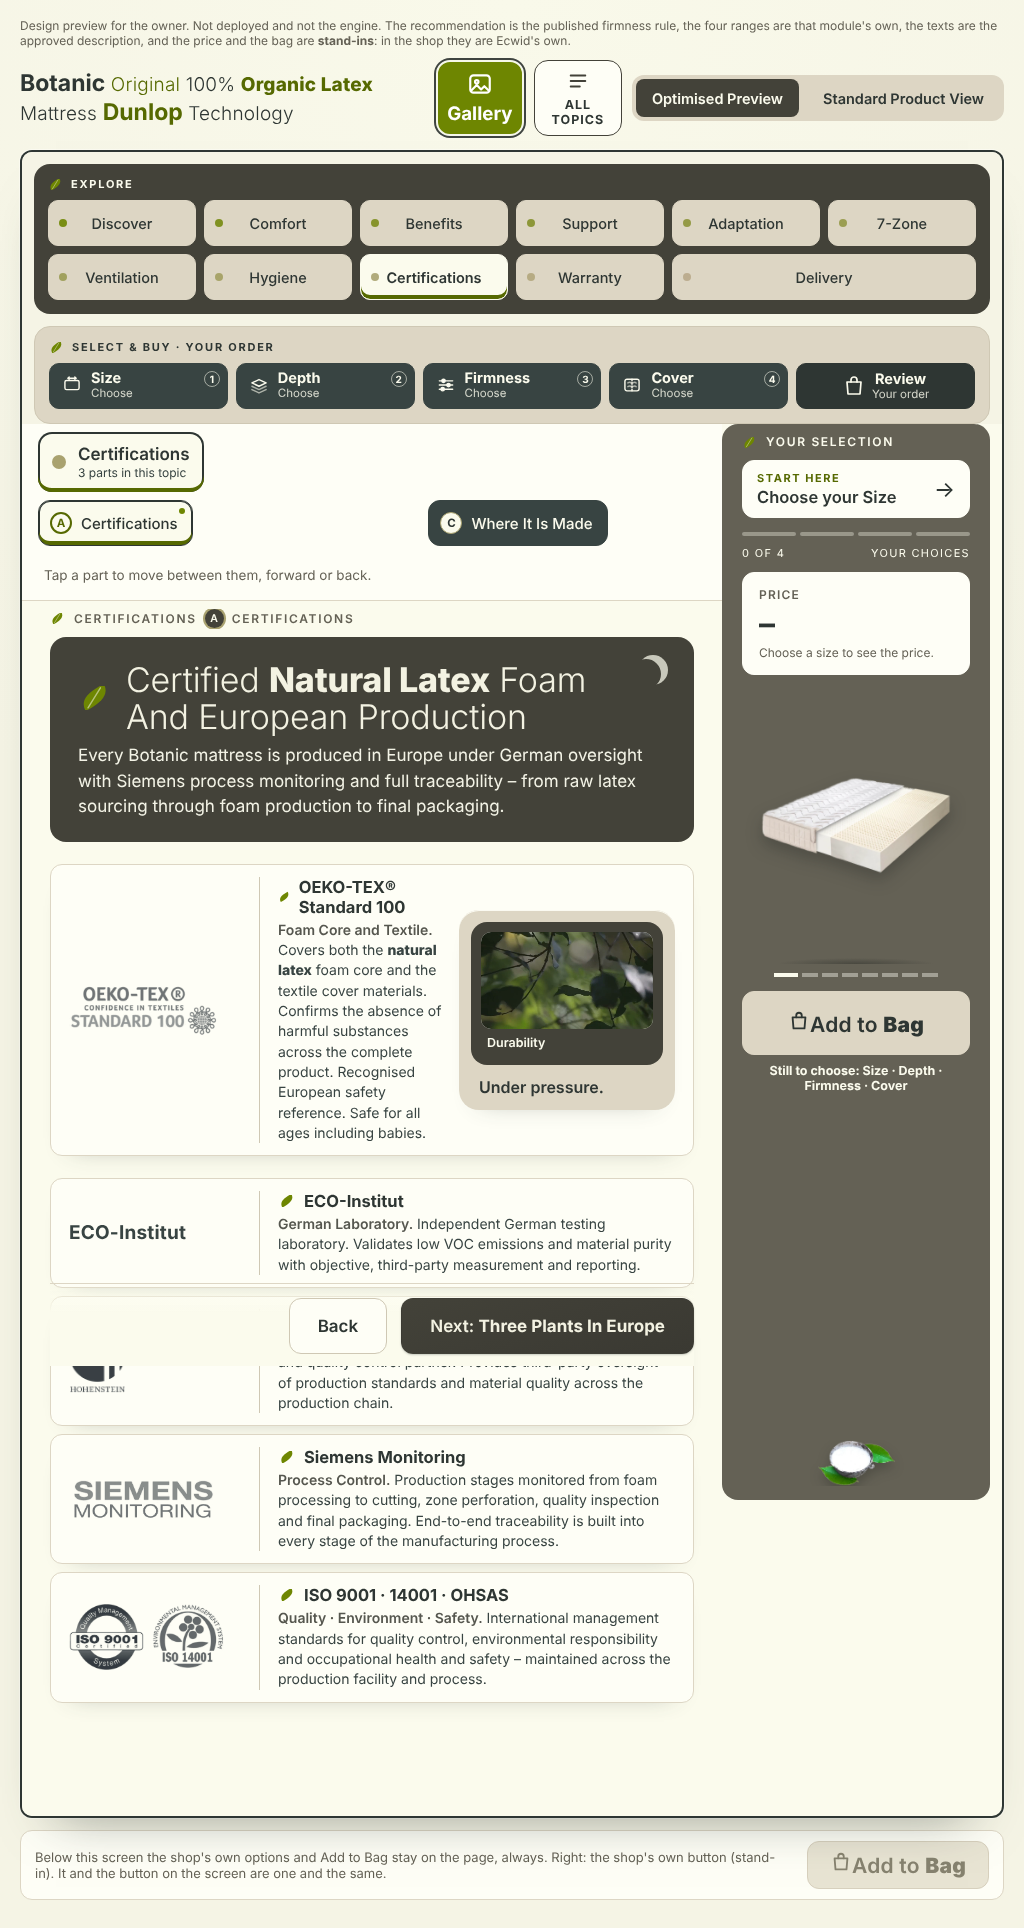 Design preview for the owner. Not deployed and not the engine. The recommendation is the published firmness rule, the four ranges are that module's own, the texts are the
approved description, and the price and the bag are stand-ins: in the shop they are Ecwid's own.
Botanic Original 100% Organic Latex
Mattress Dunlop Technology
Gallery
ALL
TOPICS
Optimised Preview
Standard Product View
EXPLORE
Discover
Comfort
Benefits
Support
Adaptation
7-Zone
Ventilation
Hygiene
Certifications
Warranty
Delivery
SELECT & BUY · YOUR ORDER
Size
Choose
1
Depth
Choose
2
Firmness
Choose
3
Cover
Choose
4
Review
Your order
Certifications
3 parts in this topic
A Certifications
C Where It Is Made
Tap a part to move between them, forward or back.
CERTIFICATIONS A CERTIFICATIONS
Certified Natural Latex Foam
And European Production
Every Botanic mattress is produced in Europe under German oversight
with Siemens process monitoring and full traceability – from raw latex
sourcing through foam production to final packaging.
OEKO-TEX®
CONFIDENCE IN TEXTILES
STANDARD 100
OEKO-TEX®
Standard 100
Foam Core and Textile.
Covers both the natural
latex foam core and the
textile cover materials.
Confirms the absence of
harmful substances
across the complete
product. Recognised
European safety
reference. Safe for all
ages including babies.
Durability
Under pressure.
ECO-Institut
ECO-Institut
German Laboratory. Independent German testing
laboratory. Validates low VOC emissions and material purity
with objective, third-party measurement and reporting.
Back
Next: Three Plants In Europe
HOHENSTEIN
and quality control partner. Provides third-party oversight
of production standards and material quality across the
production chain.
SIEMENS
MONITORING
Siemens Monitoring
Process Control. Production stages monitored from foam
processing to cutting, zone perforation, quality inspection
and final packaging. End-to-end traceability is built into
every stage of the manufacturing process.
Quality Management
ISO 9001
Certified
System
ENVIRONMENTAL MANAGEMENT SYSTEM
ISO 14001
ISO 9001 · 14001 · OHSAS
Quality · Environment · Safety. International management
standards for quality control, environmental responsibility
and occupational health and safety – maintained across the
production facility and process.
YOUR SELECTION
START HERE
Choose your Size
0 OF 4
YOUR CHOICES
PRICE
–
Choose a size to see the price.
Add to Bag
Still to choose: Size · Depth ·
Firmness · Cover
Below this screen the shop's own options and Add to Bag stay on the page, always. Right: the shop's own button (stand-
in). It and the button on the screen are one and the same.
Add to Bag